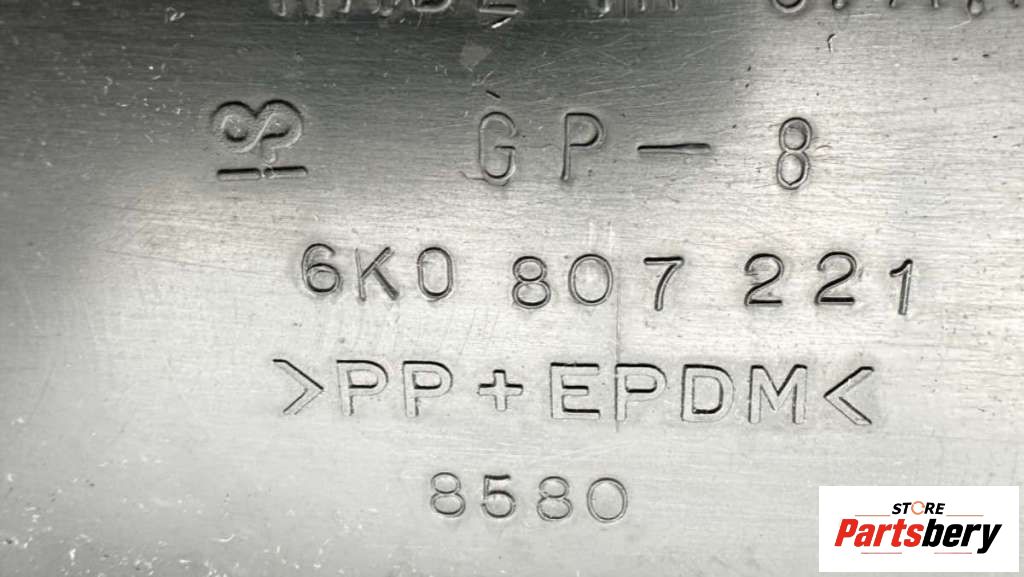 GP-8
6K0 807 221
>PP+EPDM<
8580
STORE
Partsbery